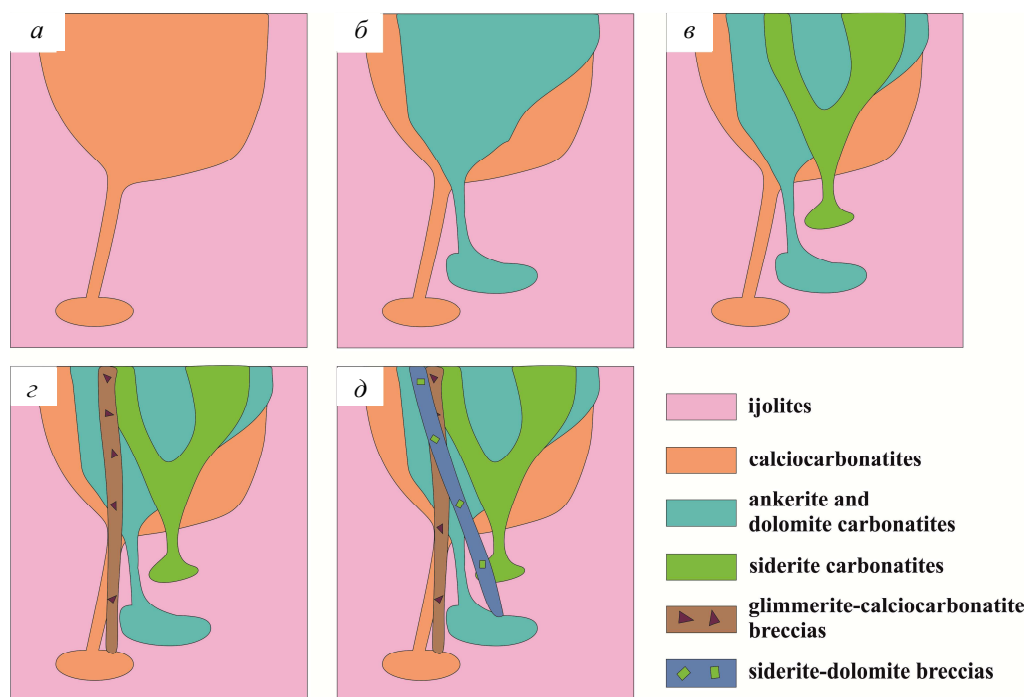 а
б
в
г
д
ijolites
calciocarbonatites
ankerite and
dolomite carbonatites
siderite carbonatites
glimmerite-calciocarbonatite
breccias
siderite-dolomite breccias